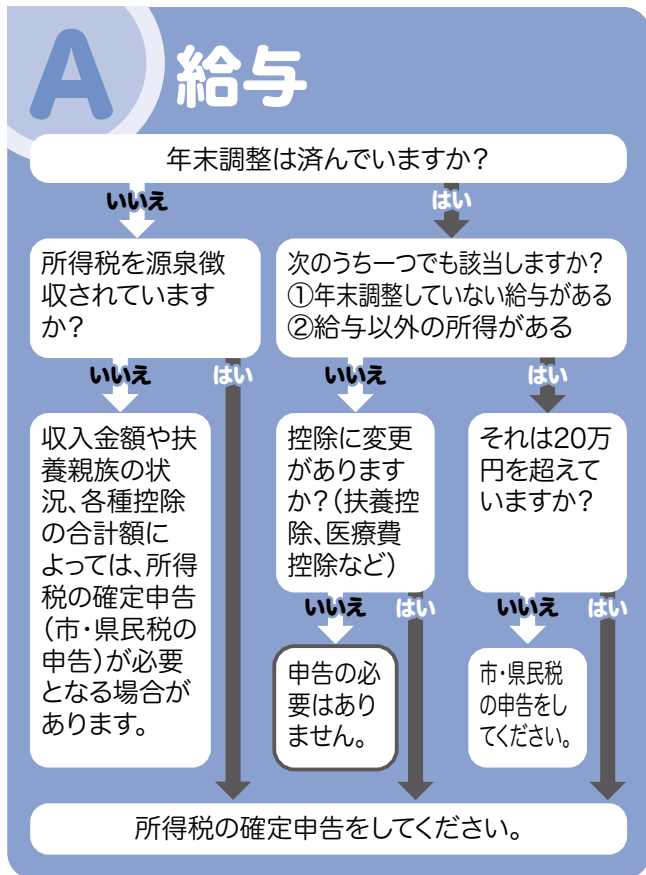 A 給与
年末調整は済んでいますか?
いいえ
はい
所得税を源泉徴
収されています
か?
次のうち一つでも該当しますか?
①年末調整していない給与がある
②給与以外の所得がある
いいえ
はい
いいえ
はい
収入金額や扶
養親族の状
況、各種控除
の合計額に
よっては、所得
税の確定申告
(市・県民税の
申告)が必要
となる場合が
あります。
控除に変更
がありますか
か?(扶養控
除、医療費
控除など)
それは20万
円を超えて
いますか?
いいえ
はい
いいえ
はい
申告の必
要はあり
ません。
市・県民税
の申告をし
てください。
所得税の確定申告をしてください。